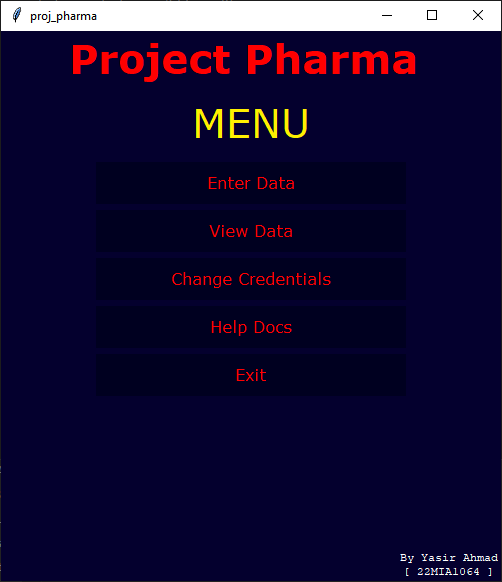 proj_pharma
Project Pharma
MENU
Enter Data
View Data
Change Credentials
Help Docs
Exit
By Yasir Ahmad
[ 22MIA1064 ]